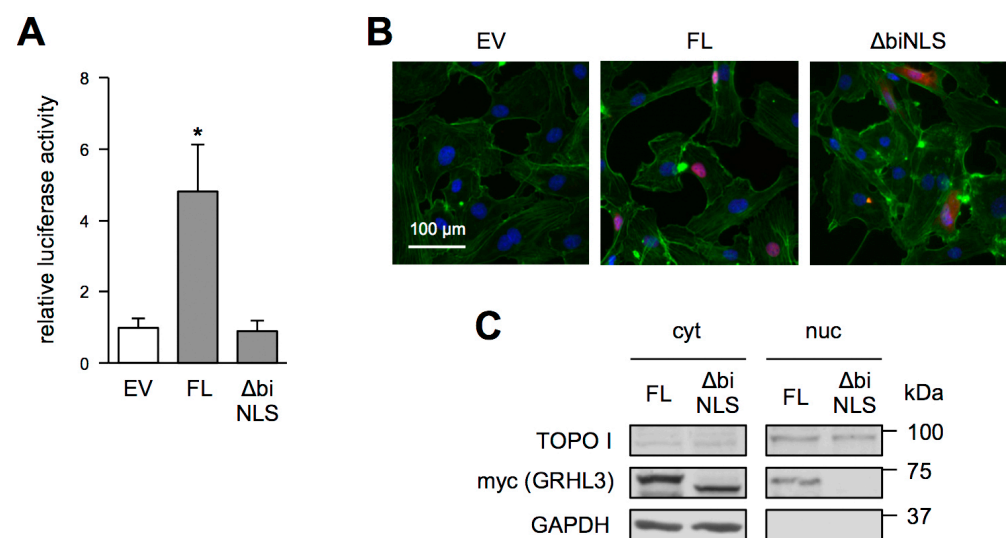 A
relative luciferase activity
8
6
4
2
0
*
EV
FL
Δbi
NLS
B
EV
FL
ΔbiNLS
100 µm
C
cyt
nuc
FL
Δbi
NLS
FL
Δbi
NLS
kDa
TOPO I
100
myc (GRHL3)
75
GAPDH
37